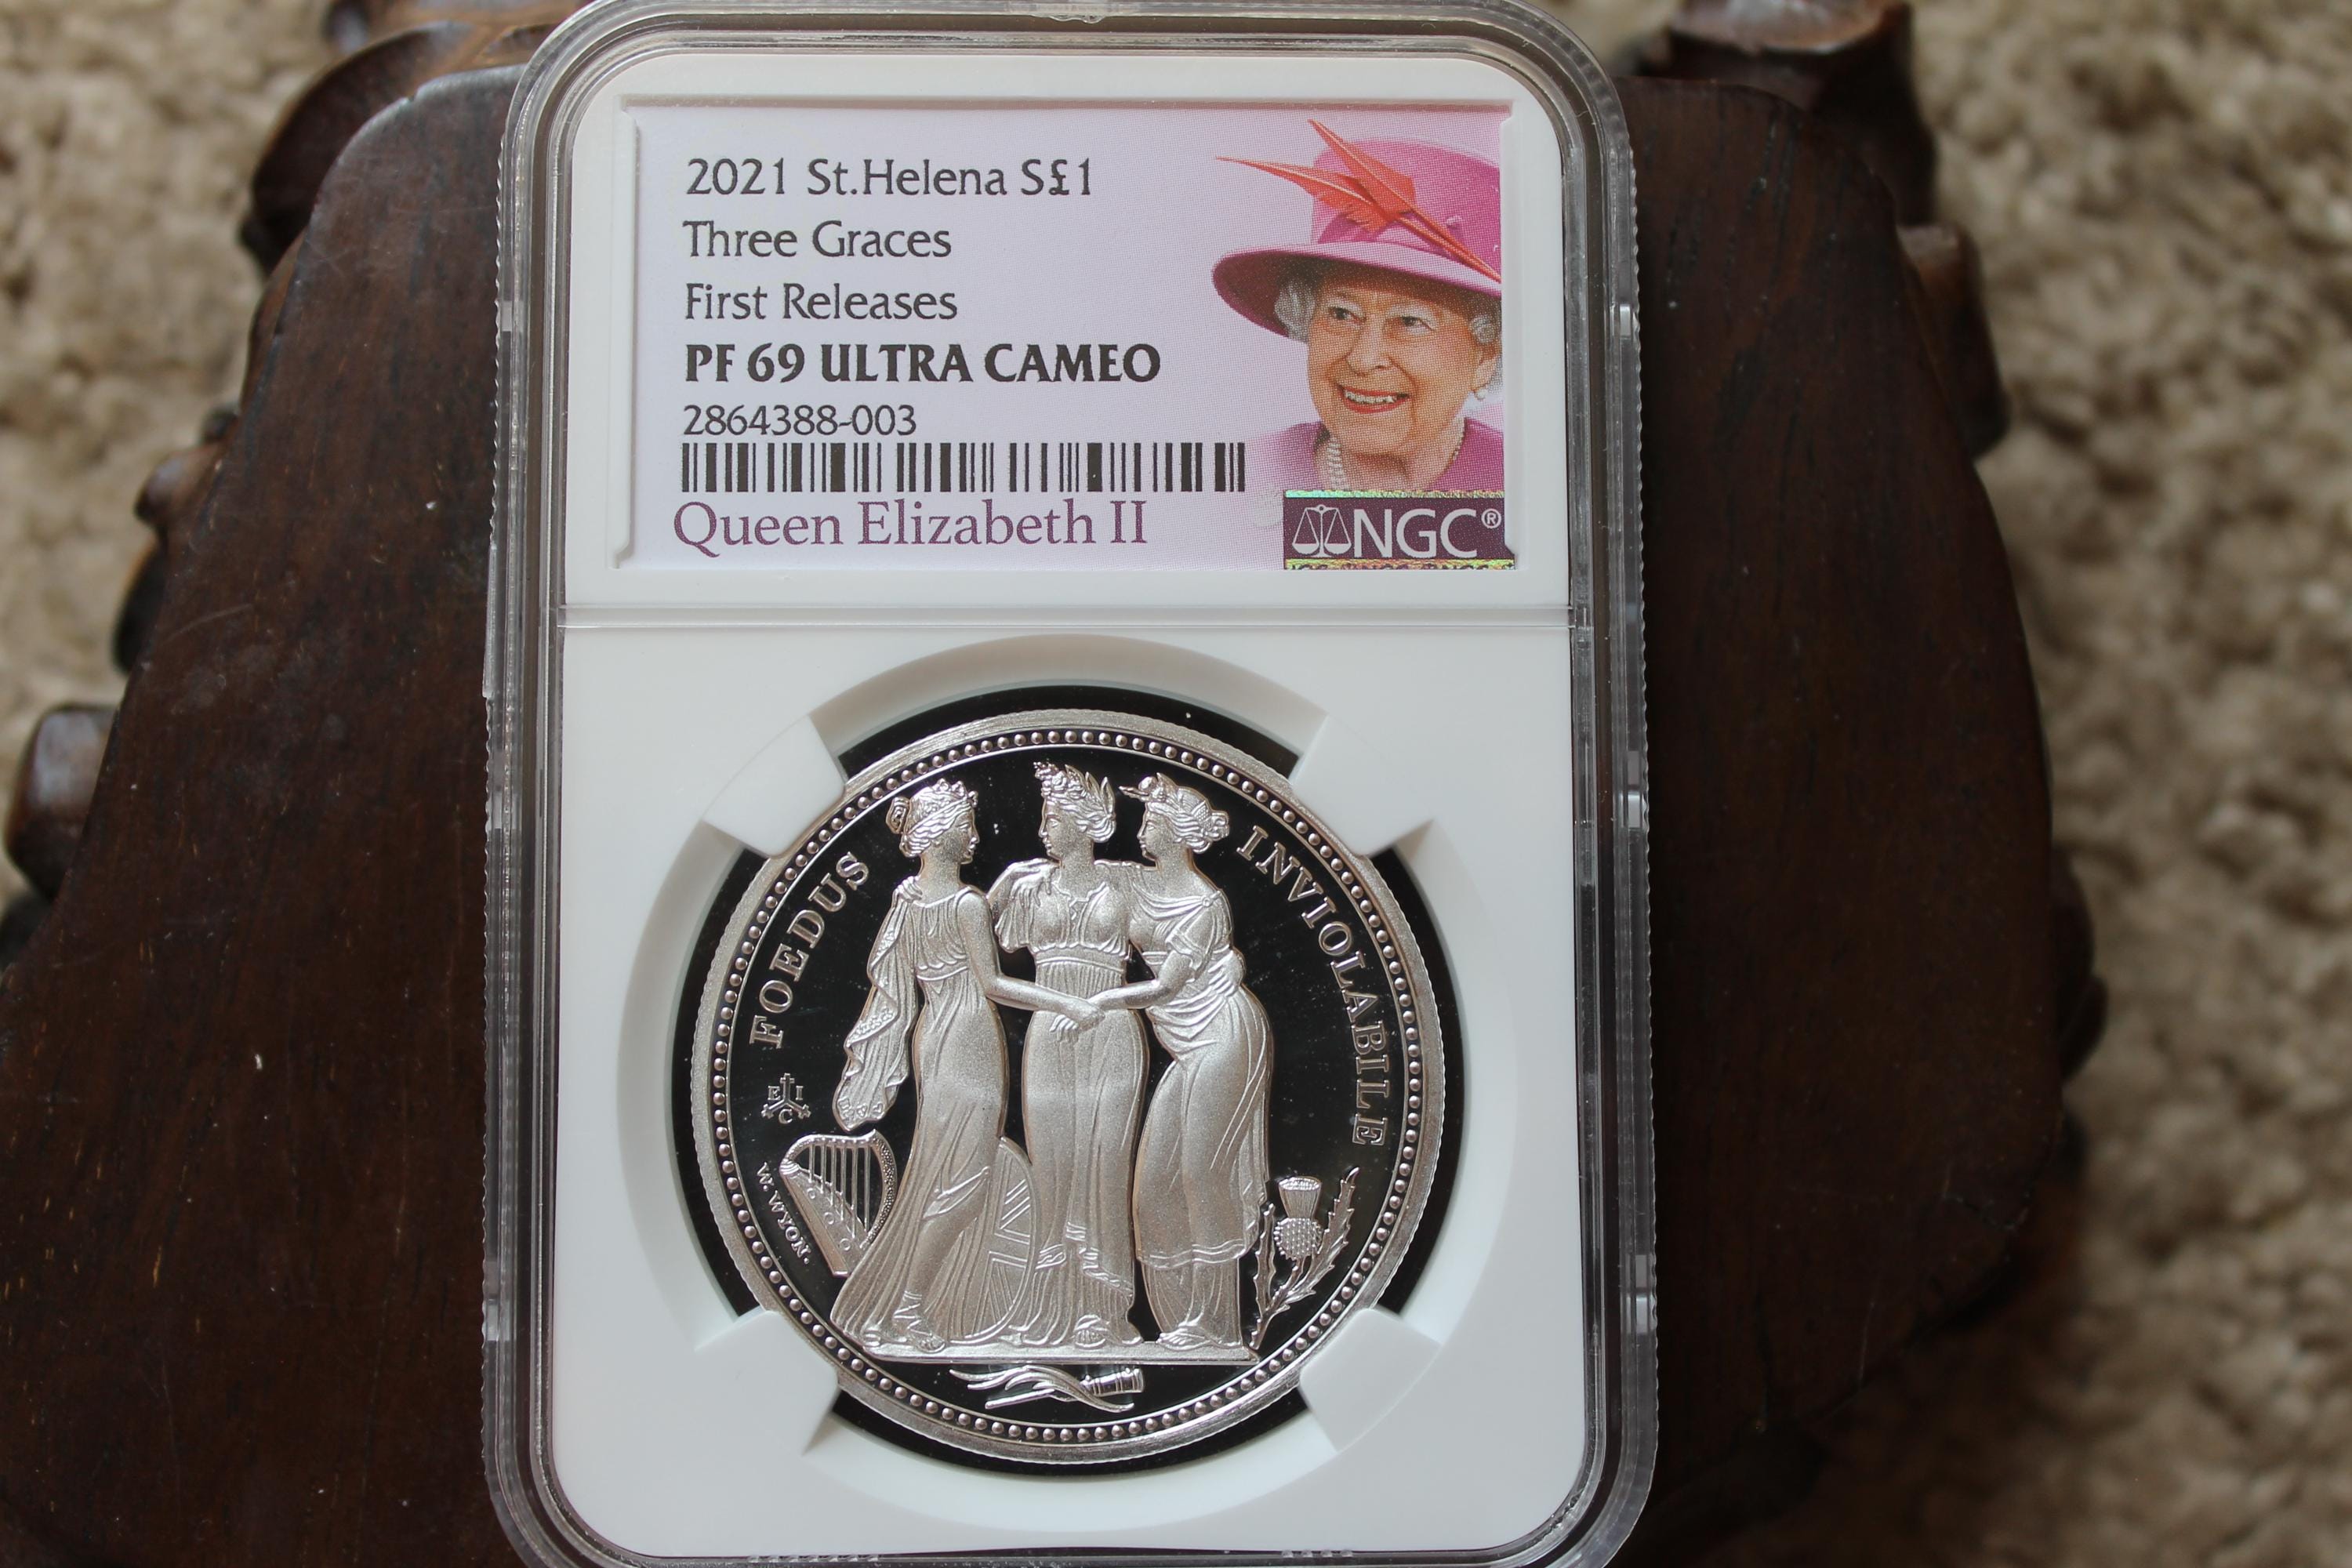 2021 St.Helena S£1
Three Graces
First Releases
PF 69 ULTRA CAMEO
2864388-003
Queen Elizabeth II
NGC®
FOEDUS INVIOLABILE
E I
C
W. WYON.